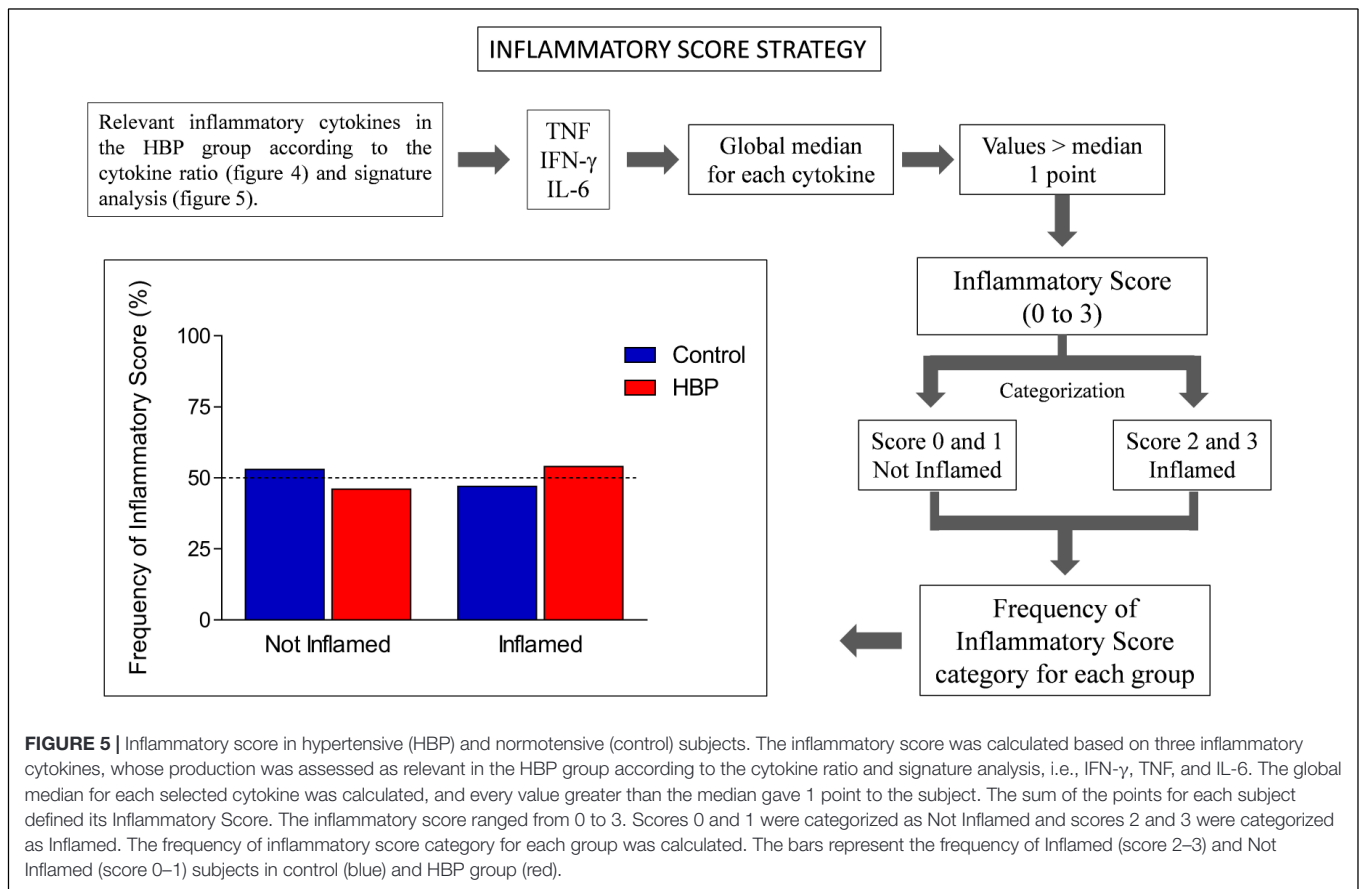 INFLAMMATORY SCORE STRATEGY
Relevant inflammatory cytokines in
the HBP group according to the
cytokine ratio (figure 4) and signature
analysis (figure 5).
TNF
IFN-γ
IL-6
Global median
for each cytokine
Values > median
1 point
Inflammatory Score
(0 to 3)
Categorization
Score 0 and 1
Not Inflamed
Score 2 and 3
Inflamed
Frequency of
Inflammatory Score
category for each group
Frequency of Inflammatory Score (%)
100
75
50
25
0
Control
HBP
Not Inflamed
Inflamed
FIGURE 5 | Inflammatory score in hypertensive (HBP) and normotensive (control) subjects. The inflammatory score was calculated based on three inflammatory
cytokines, whose production was assessed as relevant in the HBP group according to the cytokine ratio and signature analysis, i.e., IFN-γ, TNF, and IL-6. The global
median for each selected cytokine was calculated, and every value greater than the median gave 1 point to the subject. The sum of the points for each subject
defined its Inflammatory Score. The inflammatory score ranged from 0 to 3. Scores 0 and 1 were categorized as Not Inflamed and scores 2 and 3 were categorized
as Inflamed. The frequency of inflammatory score category for each group was calculated. The bars represent the frequency of Inflamed (score 2–3) and Not
Inflamed (score 0–1) subjects in control (blue) and HBP group (red).